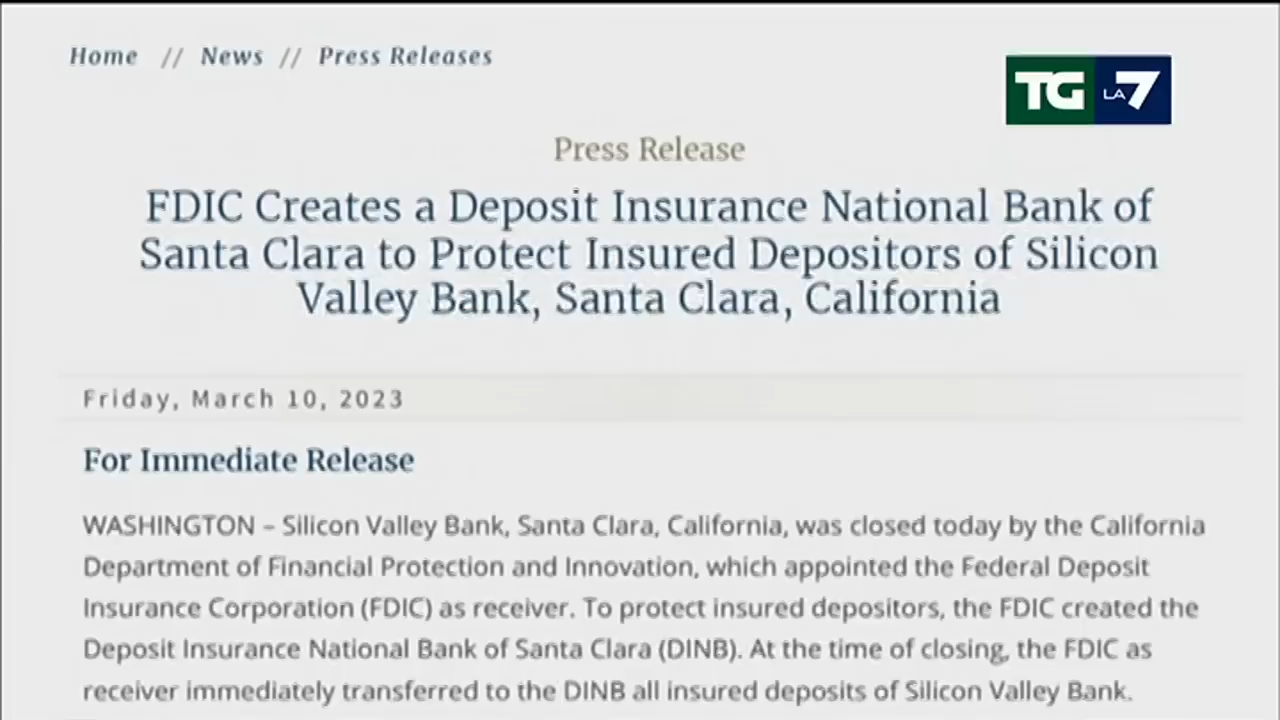 Home // News // Press Releases
TG LA7
Press Release
FDIC Creates a Deposit Insurance National Bank of
Santa Clara to Protect Insured Depositors of Silicon
Valley Bank, Santa Clara, California
Friday, March 10, 2023
For Immediate Release
WASHINGTON – Silicon Valley Bank, Santa Clara, California, was closed today by the California
Department of Financial Protection and Innovation, which appointed the Federal Deposit
Insurance Corporation (FDIC) as receiver. To protect insured depositors, the FDIC created the
Deposit Insurance National Bank of Santa Clara (DINB). At the time of closing, the FDIC as
receiver immediately transferred to the DINB all insured deposits of Silicon Valley Bank.